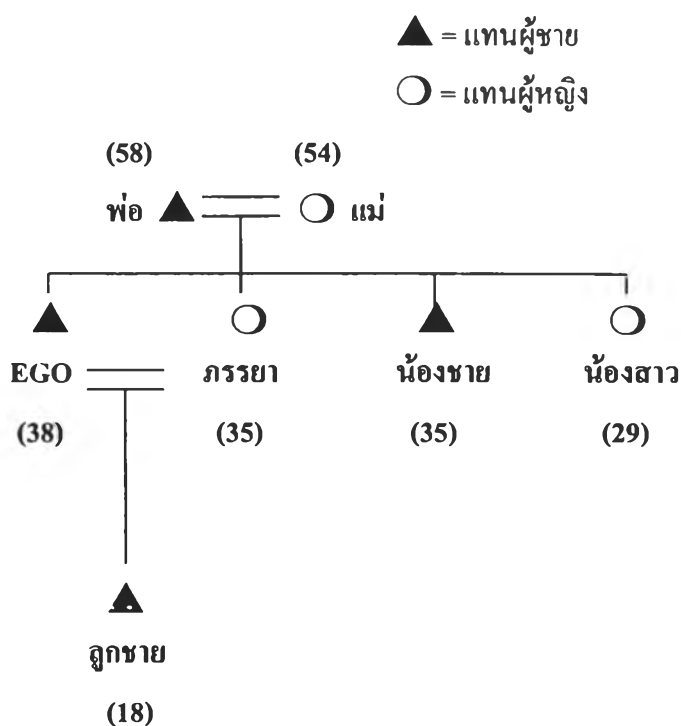 = แทนผู้ชาย
= แทนผู้หญิง
(58) (54)
พ่อ แม่
EGO ภรรยา น้องชาย น้องสาว
(38) (35) (35) (29)
ลูกชาย
(18)